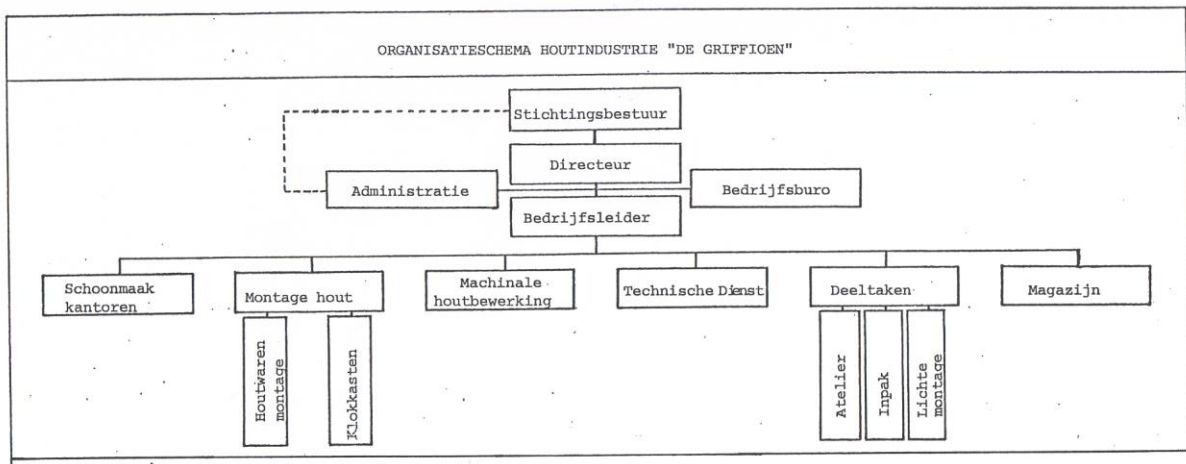 ORGANISATIESCHEMA HOUTINDUSTRIE "DE GRIFFIOEN"
Stichtingsbestuur
Directeur
Administratie
Bedrijfsburo
Bedrijfsleider
Schoonmaak
kantoren
Montage hout
Machinale
houtbewerking
Technische Dienst
Deeltaken
Magazijn
Houtwaren
montage
Klokkasten
Atelier
Inpak
Lichte
montage